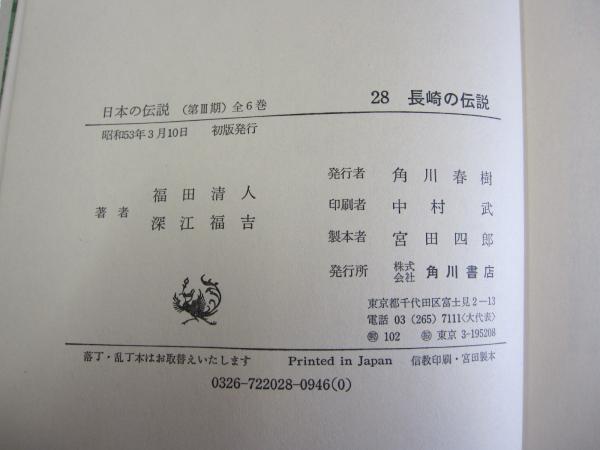 日本の伝説（第Ⅲ期）全6巻
28 長崎の伝説
昭和53年3月10日 初版発行
著者 福田清人
深江福吉
発行者 角川春樹
印刷者 中村武
製本者 宮田四郎
発行所 株式会社 角川書店
東京都千代田区富士見2－13
電話 03(265)7111〈大代表〉
㊩ 102 ㊩ 東京 3-195208
落丁・乱丁本はお取替えいたします Printed in Japan 信教印刷・宮田製本
0326-722028-0946(0)